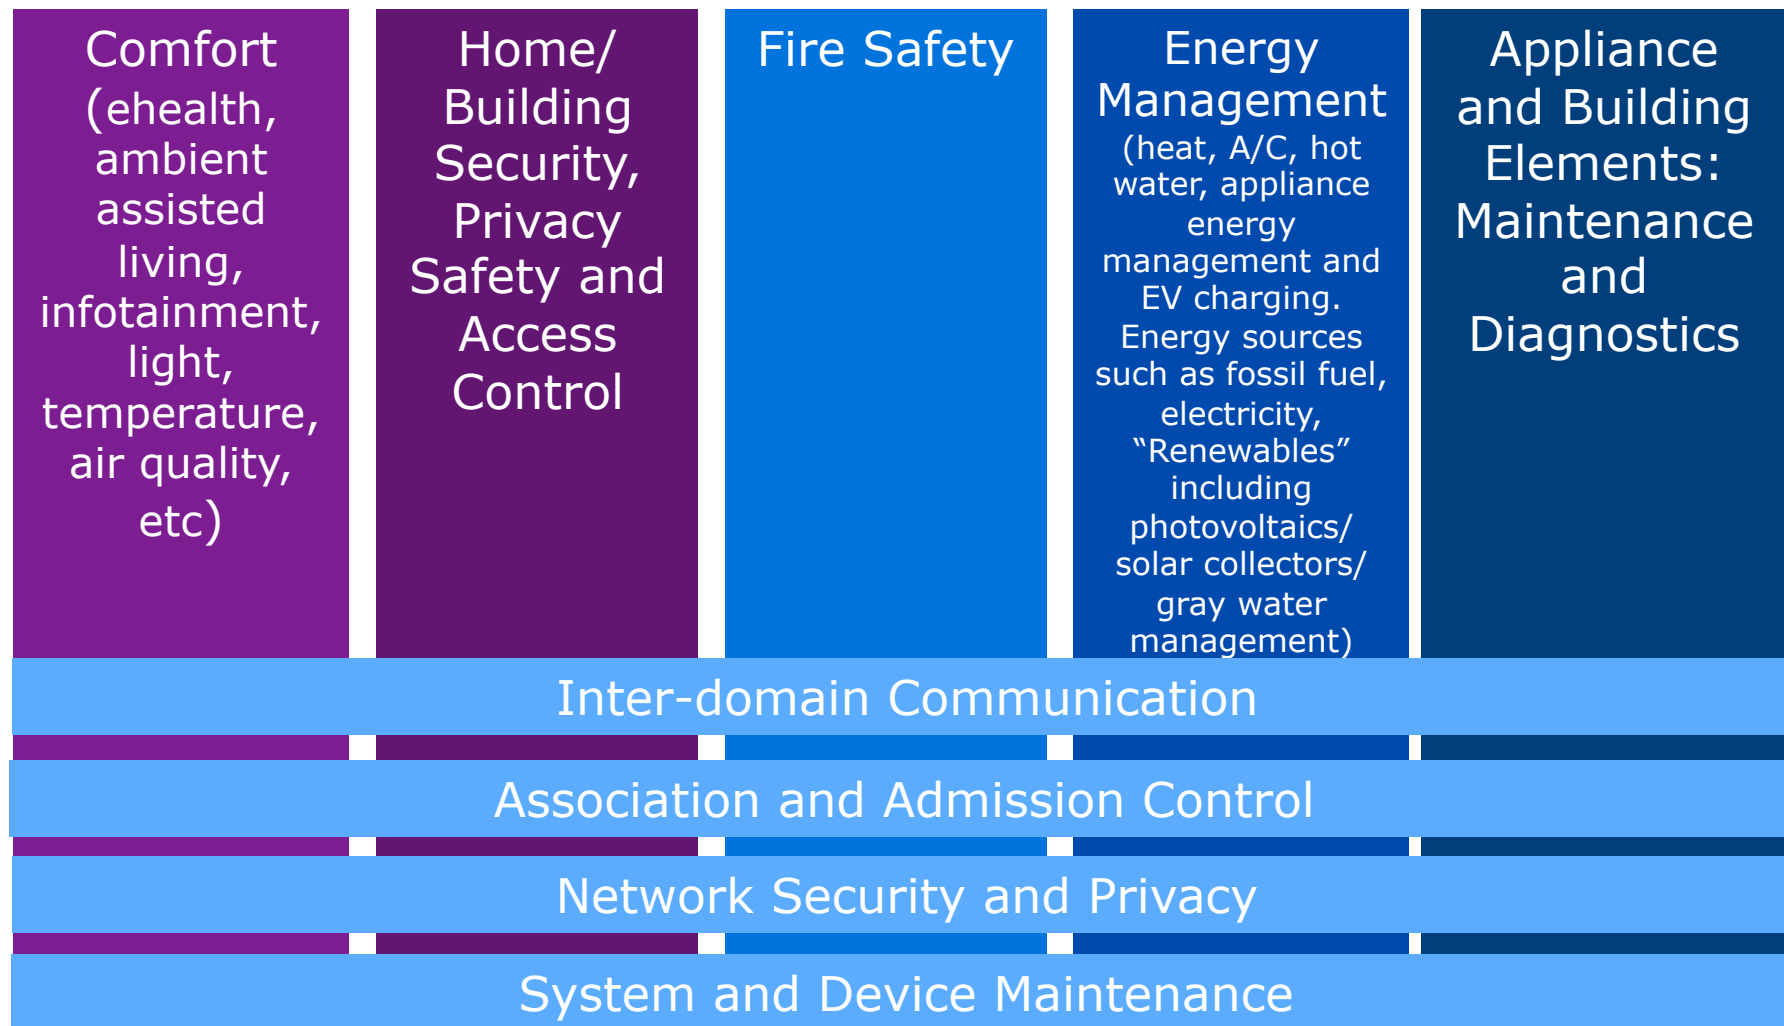 Comfort
(ehealth,
ambient
assisted
living,
infotainment,
light,
temperature,
air quality,
etc)
Home/
Building
Security,
Privacy
Safety and
Access
Control
Fire Safety
Energy
Management
(heat, A/C, hot
water, appliance
energy
management and
EV charging.
Energy sources
such as fossil fuel,
electricity,
“Renewables”
including
photovoltaics/
solar collectors/
gray water
management)
Appliance
and Building
Elements:
Maintenance
and
Diagnostics
Inter-domain Communication
Association and Admission Control
Network Security and Privacy
System and Device Maintenance